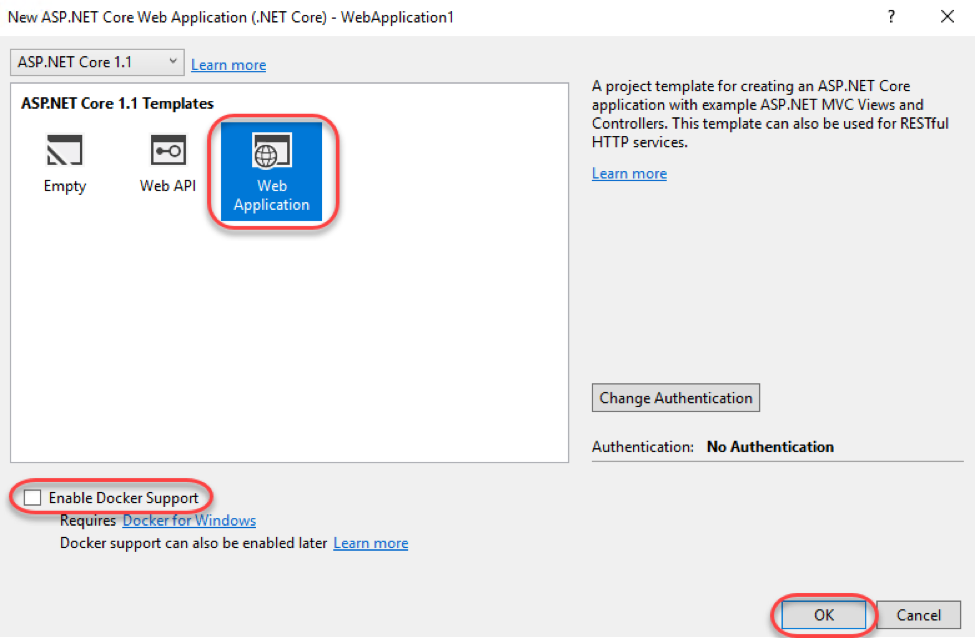 New ASP.NET Core Web Application (.NET Core) - WebApplication1
?
ASP.NET Core 1.1
Learn more
ASP.NET Core 1.1 Templates
Empty
Web API
Web
Application
A project template for creating an ASP.NET Core
application with example ASP.NET MVC Views and
Controllers. This template can also be used for RESTful
HTTP services.
Learn more
Change Authentication
Authentication: No Authentication
Enable Docker Support
Requires Docker for Windows
Docker support can also be enabled later Learn more
OK
Cancel